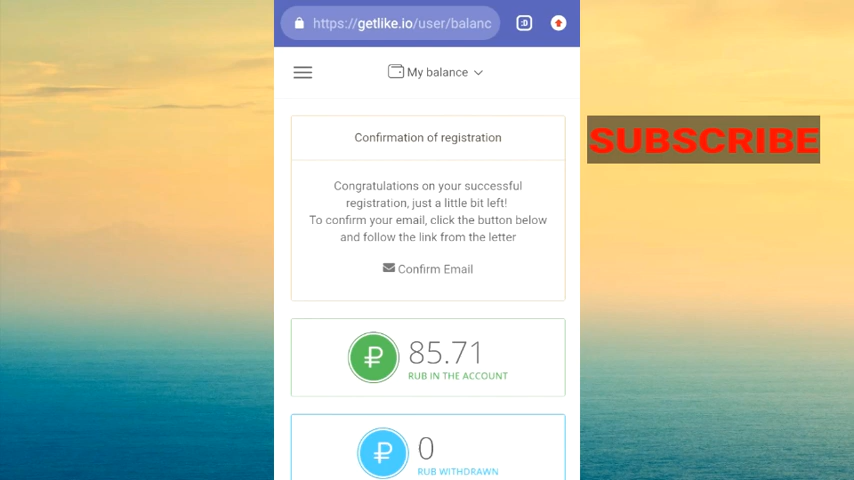 https://getlike.io/user/balanc
:D
My balance
SUBSCRIBE
Confirmation of registration
Congratulations on your successful
registration, just a little bit left!
To confirm your email, click the button below
and follow the link from the letter
Confirm Email
₽ 85.71
RUB IN THE ACCOUNT
₽ 0
RUB WITHDRAWN